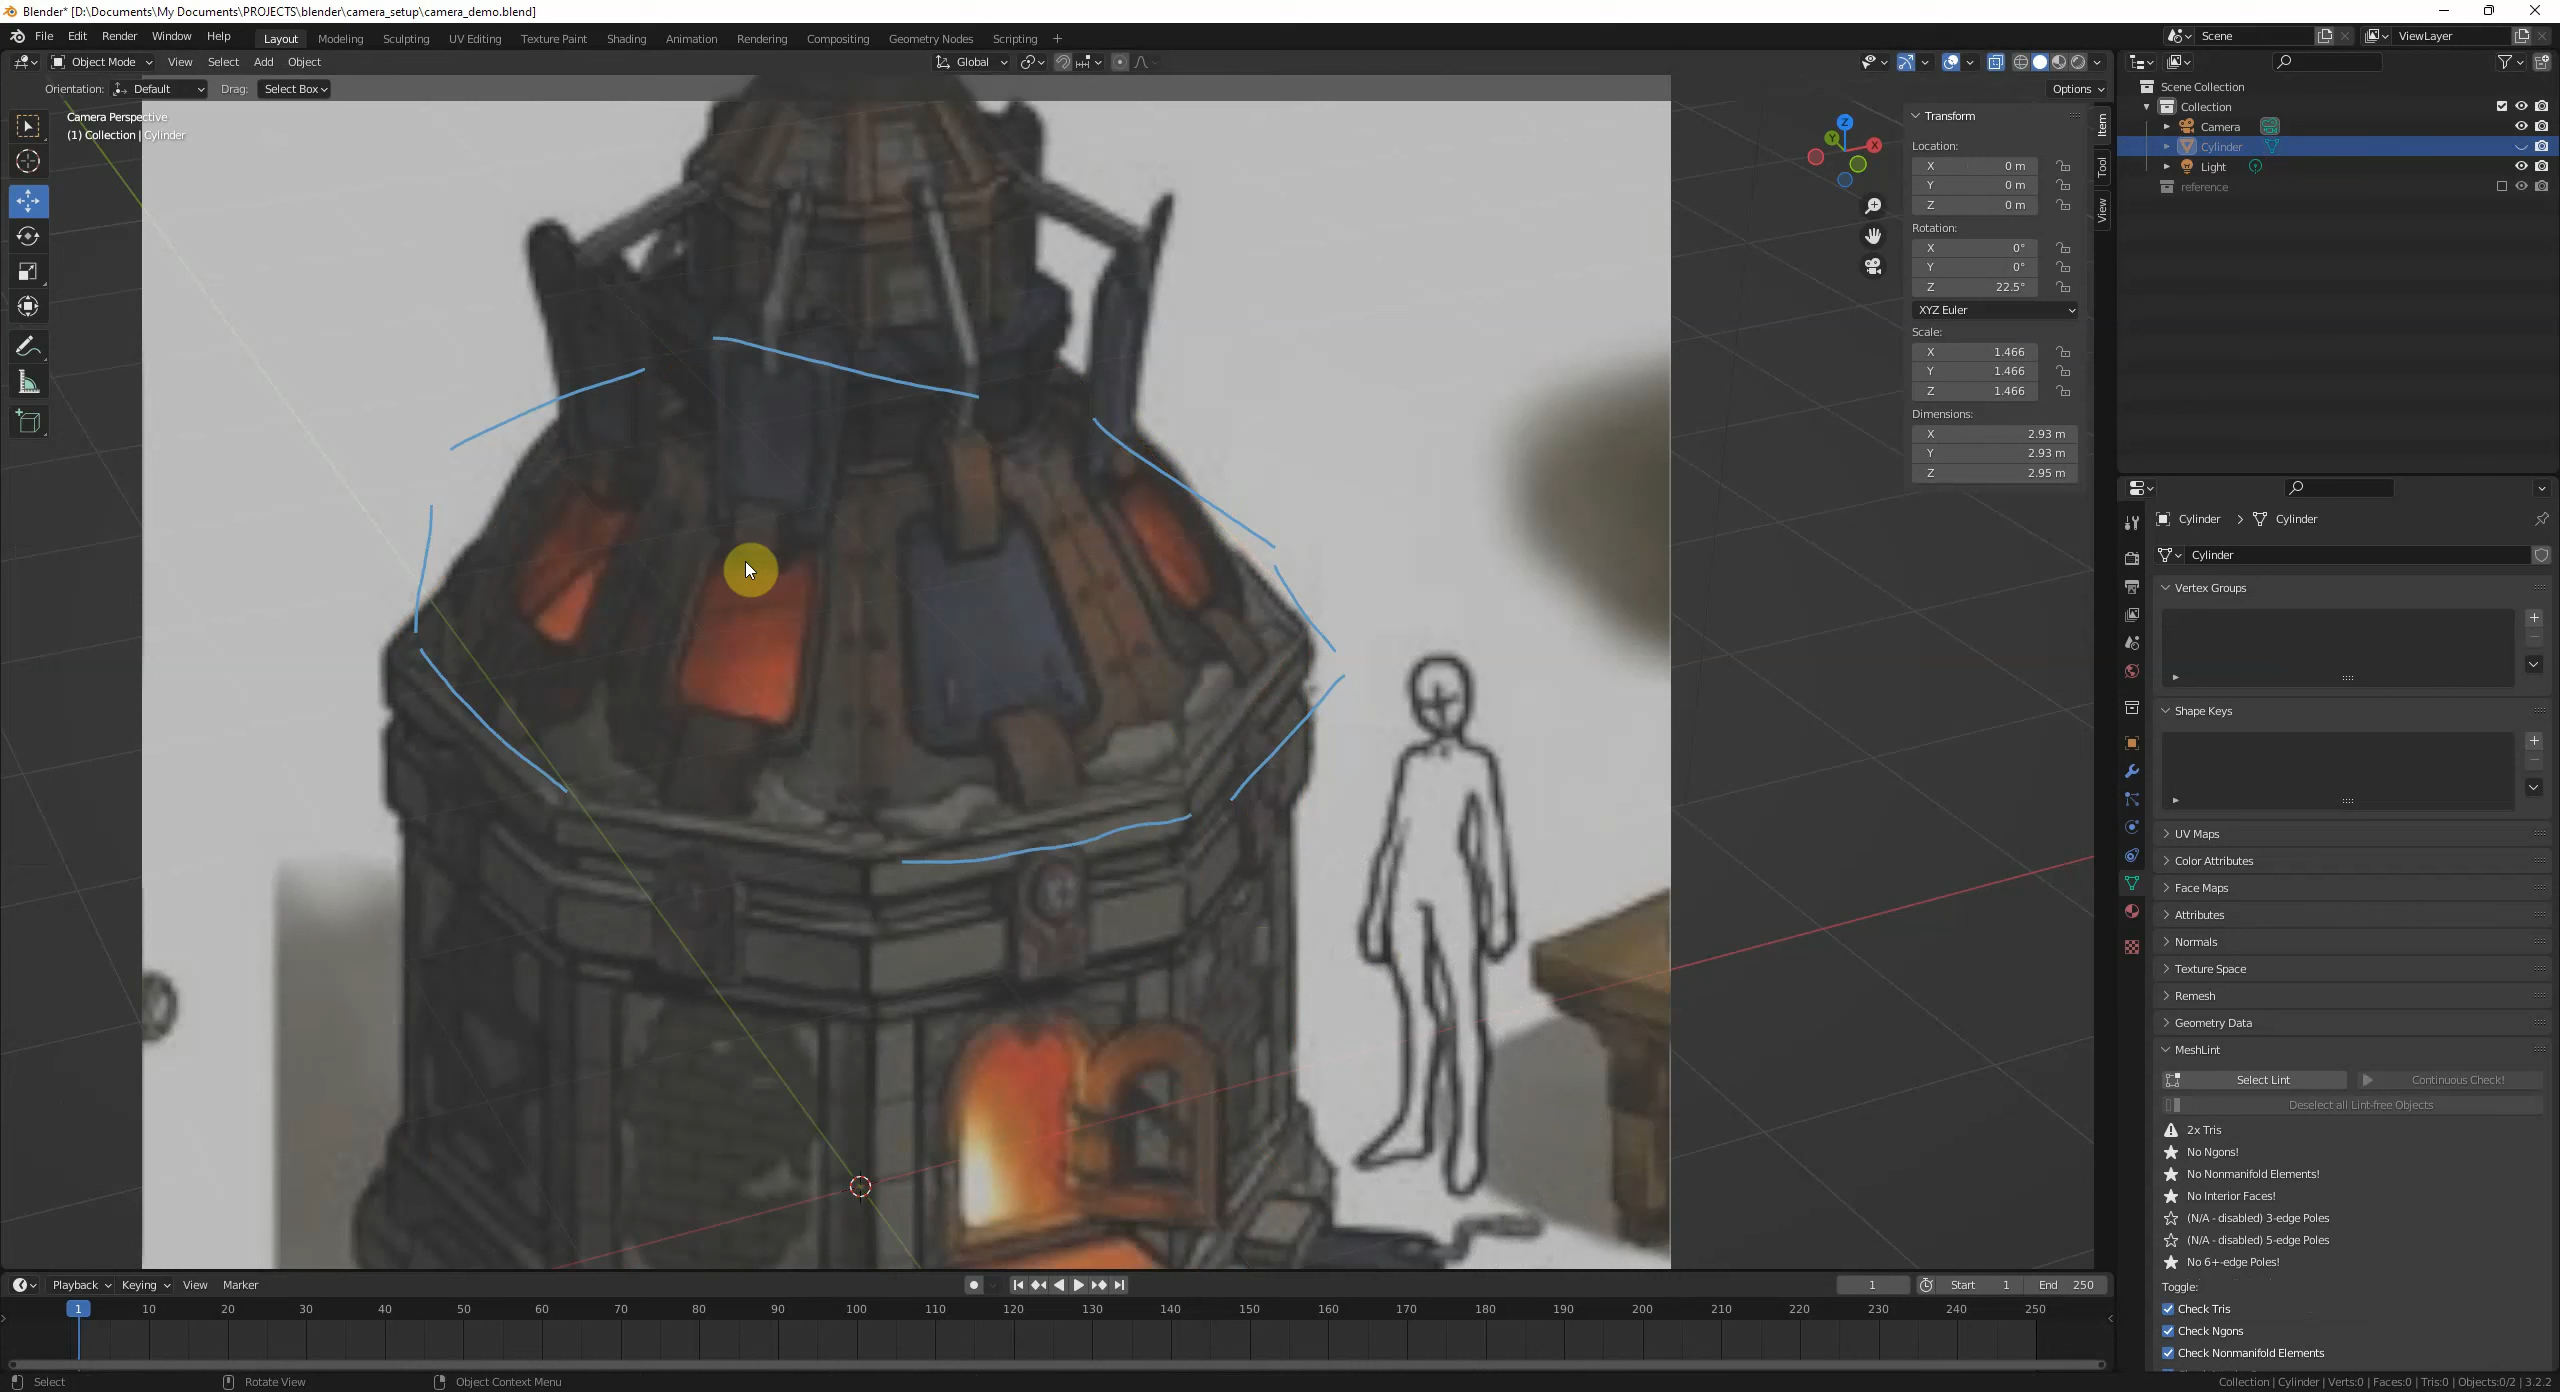 Blender* [D:\Documents\My Documents\PROJECTS\blender\camera_setup\camera_demo.blend]
File Edit Render Window Help Layout Modeling Sculpting UV Editing Texture Paint Shading Animation Rendering Compositing Geometry Nodes Scripting + Scene ViewLayer
Object Mode View Select Add Object Global
Orientation: Default Drag: Select Box Options
Camera Perspective
(1) Collection | Cylinder
Z
Y
X
Transform
Location:
X 0 m
Y 0 m
Z 0 m
Rotation:
X 0°
Y 0°
Z 22.5°
XYZ Euler
Scale:
X 1.466
Y 1.466
Z 1.466
Dimensions:
X 2.93 m
Y 2.93 m
Z 2.95 m
Item
Tool
View
Scene Collection
Collection
Camera
Cylinder
Light
reference
Cylinder > Cylinder
Cylinder
Vertex Groups
Shape Keys
UV Maps
Color Attributes
Face Maps
Attributes
Normals
Texture Space
Remesh
Geometry Data
MeshLint
Select Lint Continuous Check!
Deselect all Lint-free Objects
2x Tris
No Ngons!
No Nonmanifold Elements!
No Interior Faces!
(N/A - disabled) 3-edge Poles
(N/A - disabled) 5-edge Poles
No 6+-edge Poles!
Toggle:
Check Tris
Check Ngons
Check Nonmanifold Elements
Playback Keying View Marker 1 Start 1 End 250
1 10 20 30 40 50 60 70 80 90 100 110 120 130 140 150 160 170 180 190 200 210 220 230 240 250
Select Rotate View Object Context Menu Collection | Cylinder | Verts:0 | Faces:0 | Tris:0 | Objects:0/2 | 3.2.2